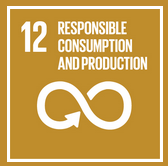 12 RESPONSIBLE
CONSUMPTION
AND PRODUCTION